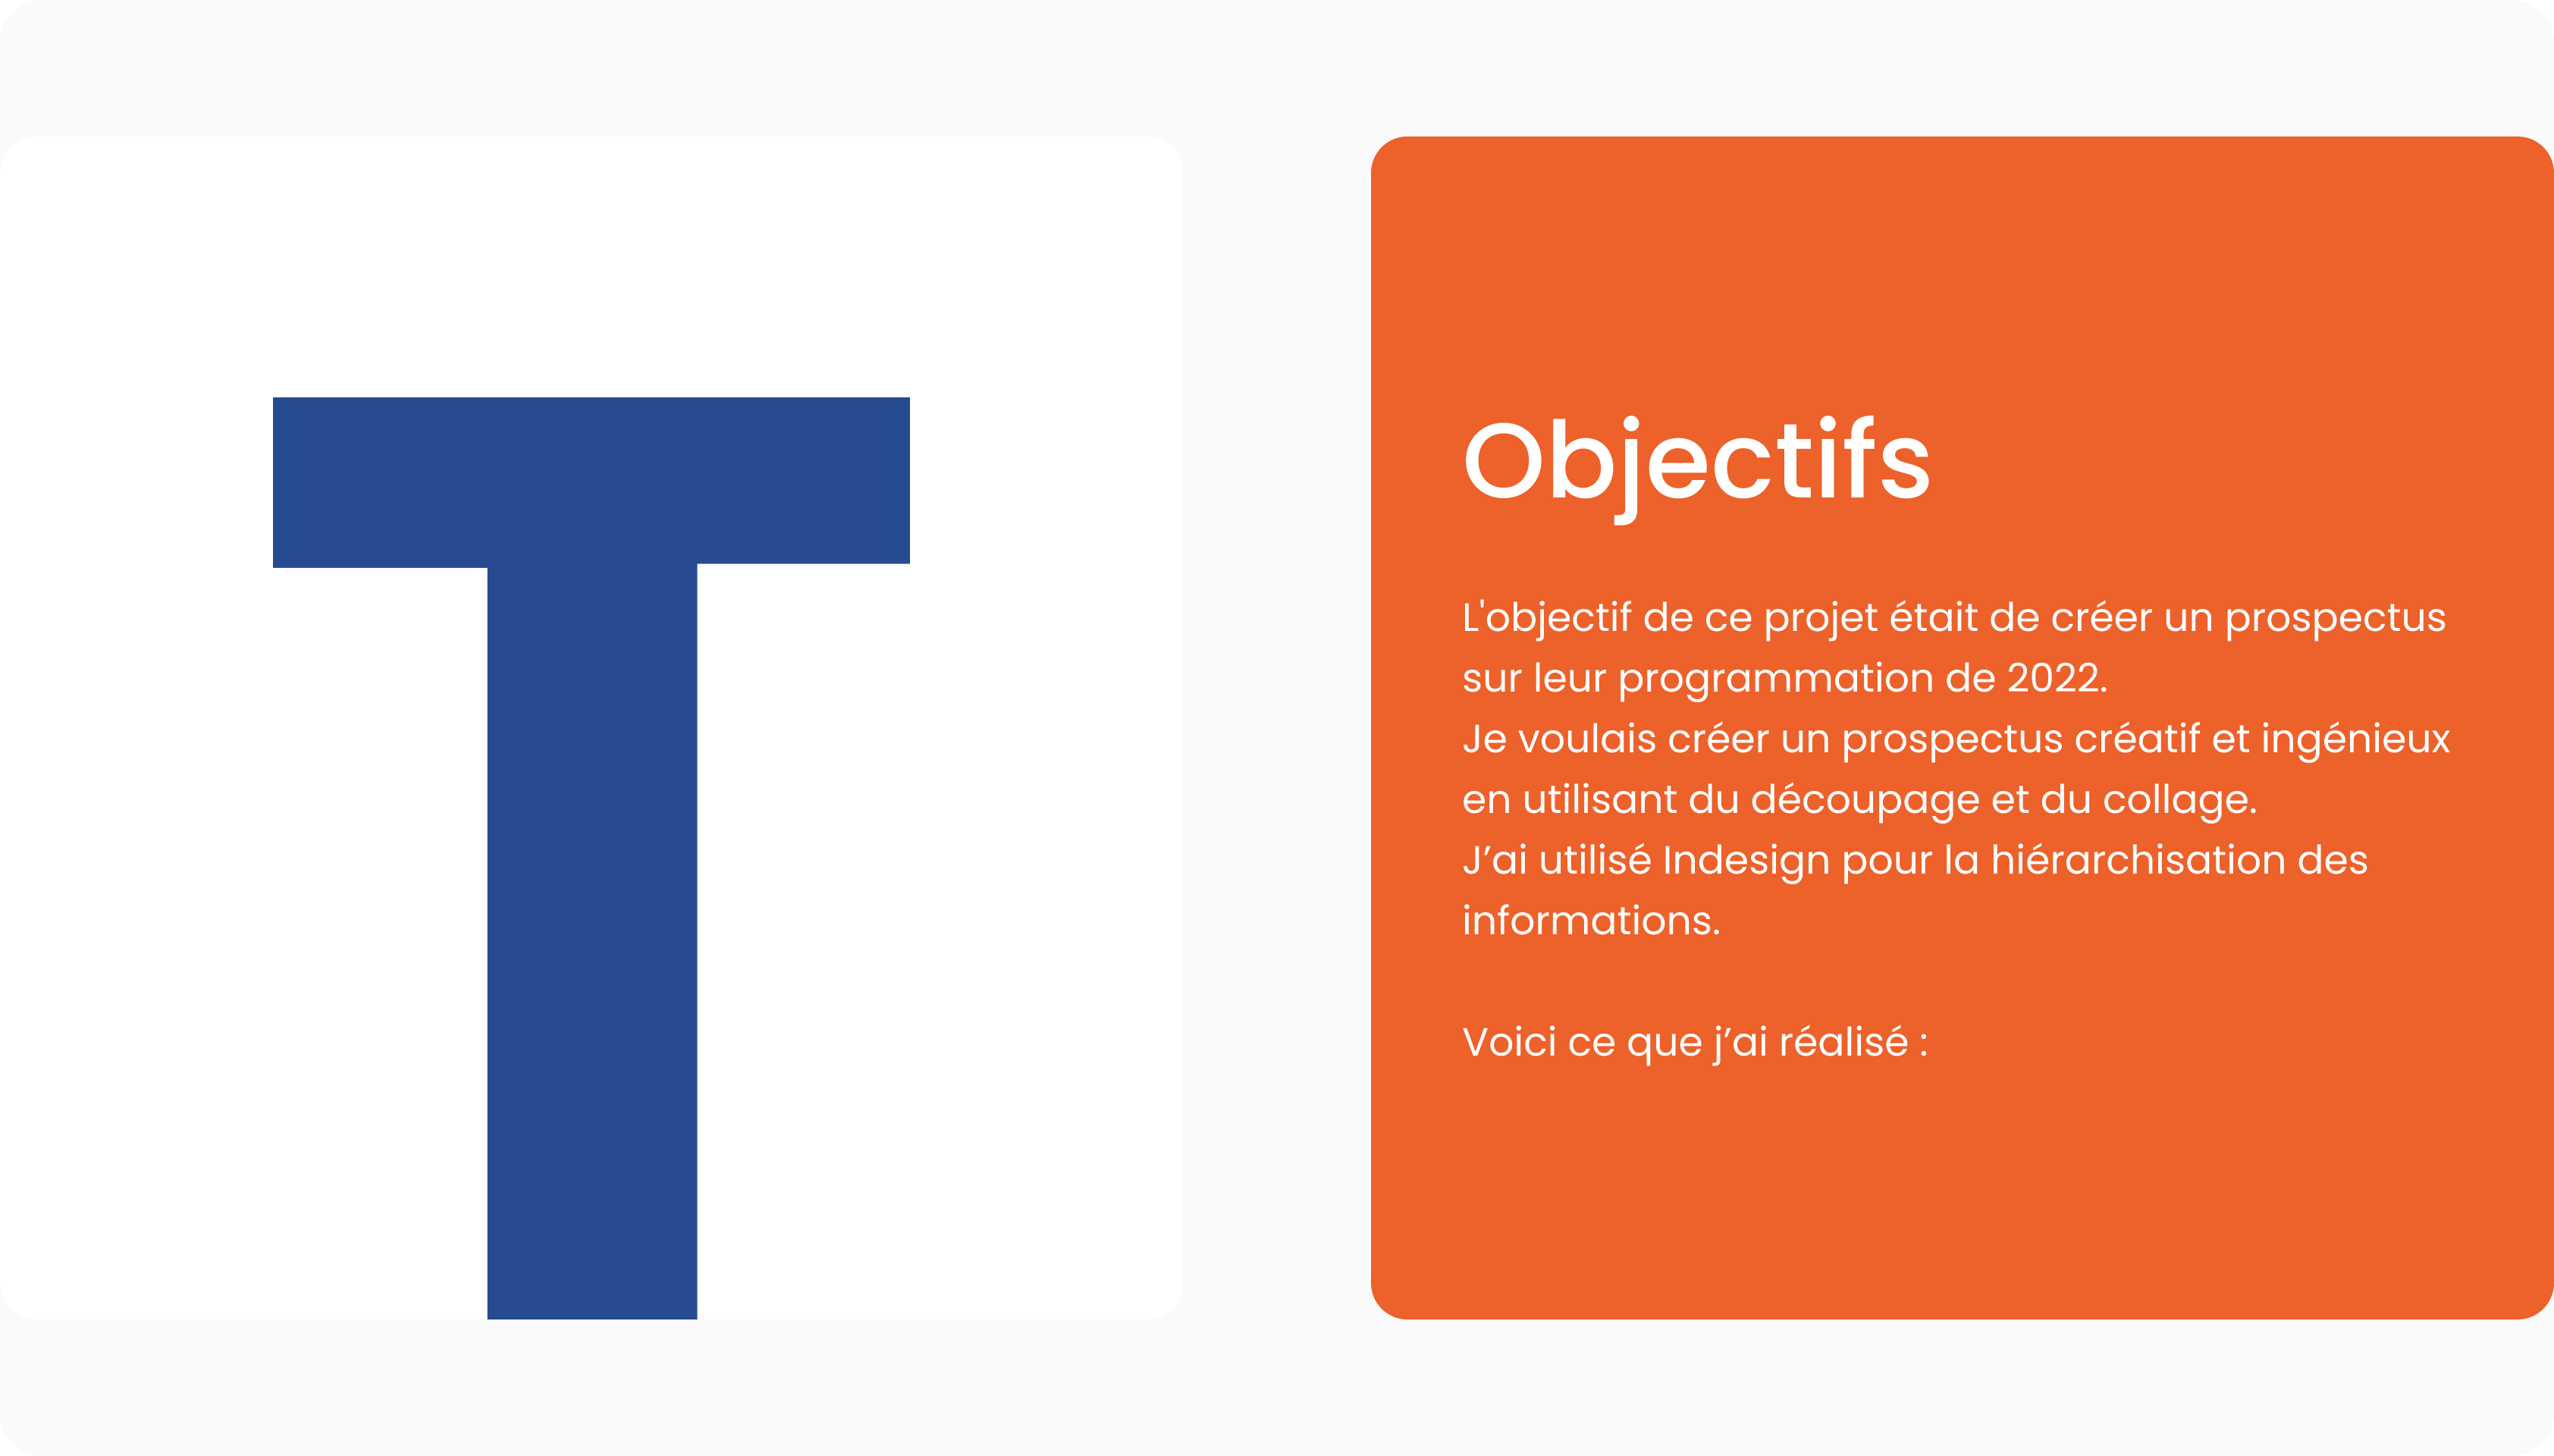 T
Objectifs
L'objectif de ce projet était de créer un prospectus
sur leur programmation de 2022.
Je voulais créer un prospectus créatif et ingénieux
en utilisant du découpage et du collage.
J’ai utilisé Indesign pour la hiérarchisation des
informations.
Voici ce que j’ai réalisé :